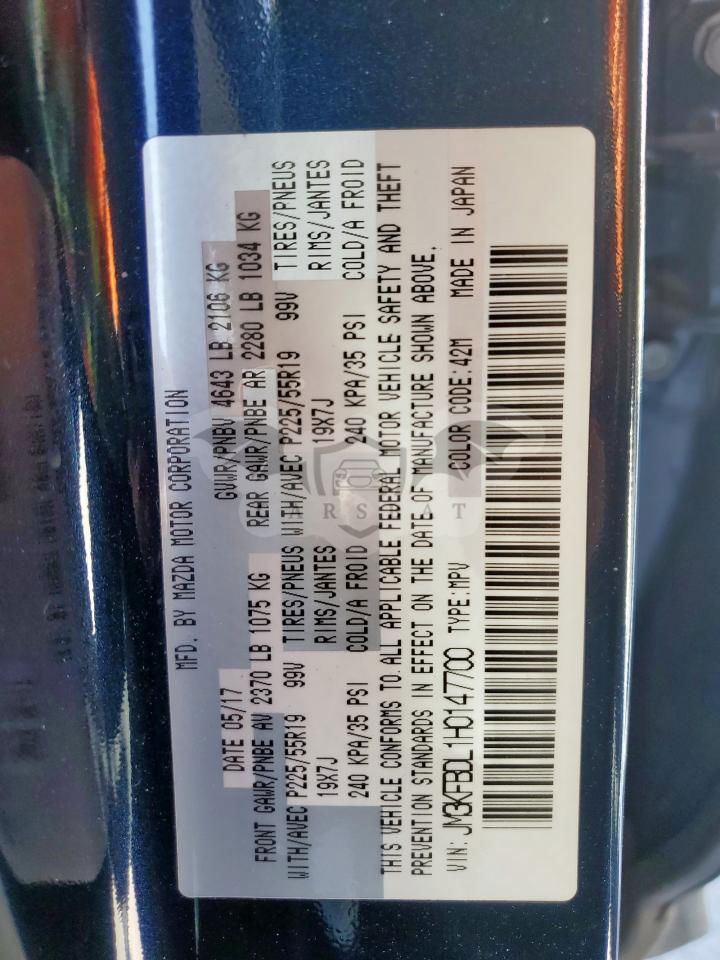 MFD. BY MAZDA MOTOR CORPORATION
DATE 05/17 GVWR/PNBV 4643 LB 2106 KG
FRONT GAWR/PNBE AV 2370 LB 1075 KG REAR GAWR/PNBE AR 2280 LB 1034 KG
WITH/AVEC P225/55R19 99V TIRES/PNEUS WITH/AVEC P225/55R19 99V TIRES/PNEUS
19X7J RIMS/JANTES 19X7J RIMS/JANTES
240 KPA/35 PSI COLD/A FROID 240 KPA/35 PSI COLD/A FROID
THIS VEHICLE CONFORMS TO ALL APPLICABLE FEDERAL MOTOR VEHICLE SAFETY AND THEFT
PREVENTION STANDARDS IN EFFECT ON THE DATE OF MANUFACTURE SHOWN ABOVE.
VIN: JM3KFBDL1H0147700 TYPE: MPV COLOR CODE: 42M MADE IN JAPAN